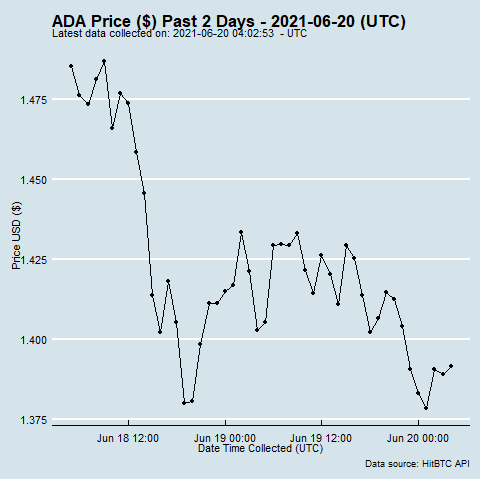 ADA Price ($) Past 2 Days - 2021-06-20 (UTC)
Latest data collected on: 2021-06-20 04:02:53 - UTC
1.475
1.450
1.425
1.400
1.375
Price USD ($)
Jun 18 12:00
Jun 19 00:00
Jun 19 12:00
Jun 20 00:00
Date Time Collected (UTC)
Data source: HitBTC API